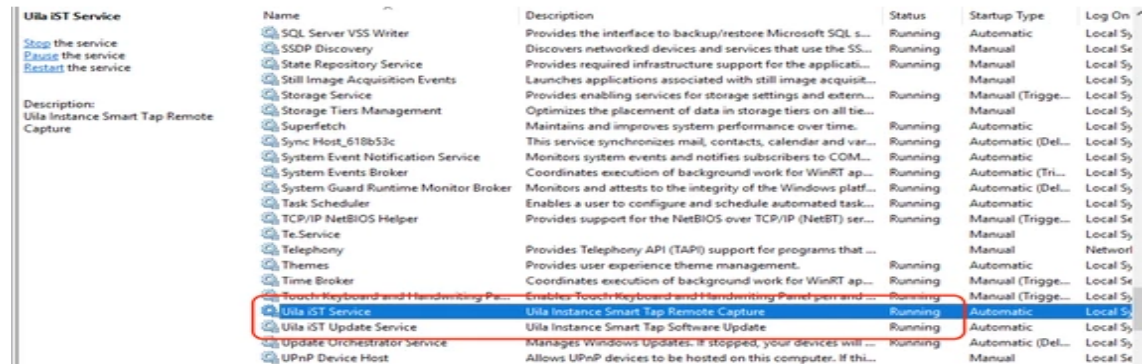 Uila iST Service
Stop the service
Pause the service
Restart the service
Description:
Uila Instance Smart Tap Remote
Capture
Name Description Status Startup Type Log On
SQL Server VSS Writer Provides the interface to backup/restore Microsoft SQL s... Running Automatic Local Sy
SSDP Discovery Discovers networked devices and services that use the SS... Running Manual Local Se
State Repository Service Provides required infrastructure support for the applicati... Running Manual Local Sy
Still Image Acquisition Events Launches applications associated with still image acquisit... Manual Local Sy
Storage Service Provides enabling services for storage settings and extern... Running Manual (Trigge... Local Sy
Storage Tiers Management Optimizes the placement of data in storage tiers on all tie... Manual Local Sy
Superfetch Maintains and improves system performance over time. Running Automatic Local Sy
Sync Host_618b53c This service synchronizes mail, contacts, calendar and var... Running Automatic (Del... Local Sy
System Event Notification Service Monitors system events and notifies subscribers to COM... Running Automatic Local Sy
System Events Broker Coordinates execution of background work for WinRT ap... Running Automatic (Tri... Local Sy
System Guard Runtime Monitor Broker Monitors and attests to the integrity of the Windows platf... Running Automatic (Del... Local Sy
Task Scheduler Enables a user to configure and schedule automated task... Running Automatic Local Sy
TCP/IP NetBIOS Helper Provides support for the NetBIOS over TCP/IP (NetBT) ser... Running Manual (Trigge... Local Se
Te.Service Manual Local Sy
Telephony Provides Telephony API (TAPI) support for programs that ... Manual Networl
Themes Provides user experience theme management. Running Automatic Local Sy
Time Broker Coordinates execution of background work for WinRT ap... Running Manual (Trigge... Local Se
Touch Keyboard and Handwriting Pa... Enables Touch Keyboard and Handwriting Panel pen and ... Running Manual (Trigge... Local Sy
Uila iST Service Uila Instance Smart Tap Remote Capture Running Automatic Local Sy
Uila iST Update Service Uila Instance Smart Tap Software Update Running Automatic Local Sy
Update Orchestrator Service Manages Windows Updates. If stopped, your devices will ... Running Automatic (Del... Local Sy
UPnP Device Host Allows UPnP devices to be hosted on this computer. If thi... Manual Local Se